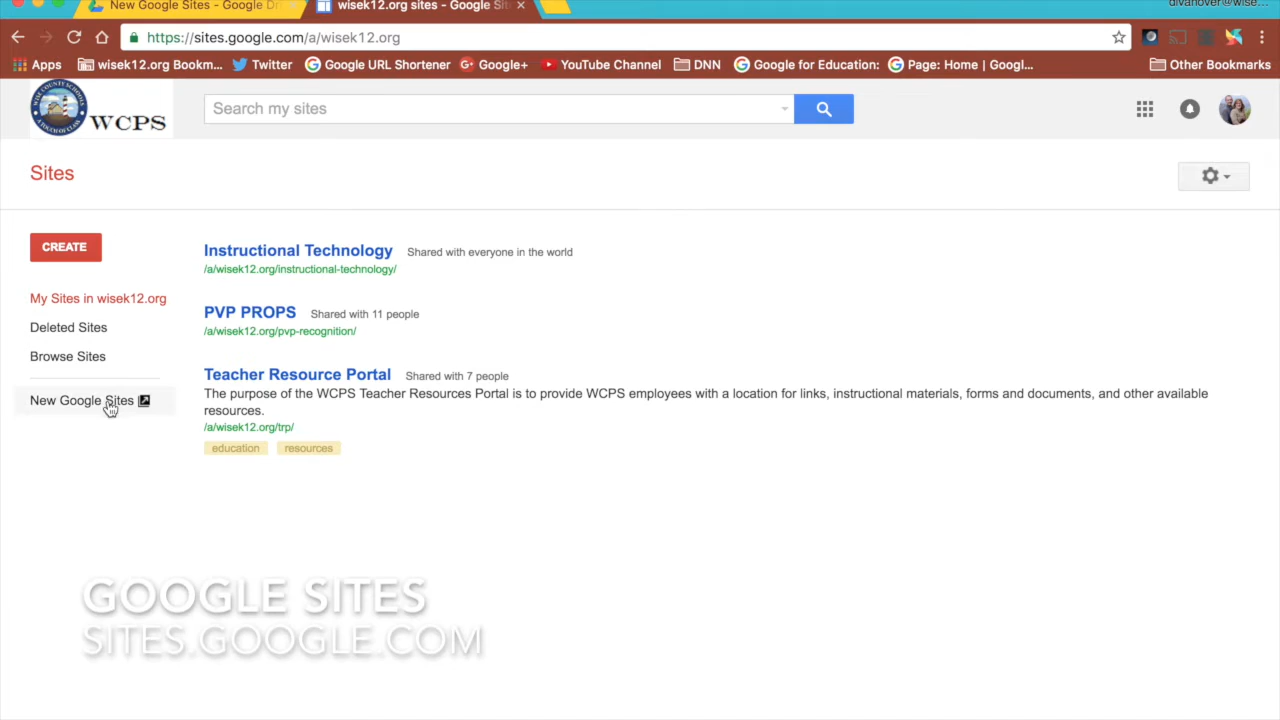 New Google Sites - Google Dr
wisek12.org sites - Google Sit
divanover@wise...
https://sites.google.com/a/wisek12.org
Apps wisek12.org Bookm... Twitter Google URL Shortener Google+ YouTube Channel DNN Google for Education: Page: Home | Googl... Other Bookmarks
WCPS
Search my sites
Sites
CREATE
My Sites in wisek12.org
Deleted Sites
Browse Sites
New Google Sites
Instructional Technology Shared with everyone in the world
/a/wisek12.org/instructional-technology/
PVP PROPS Shared with 11 people
/a/wisek12.org/pvp-recognition/
Teacher Resource Portal Shared with 7 people
The purpose of the WCPS Teacher Resources Portal is to provide WCPS employees with a location for links, instructional materials, forms and documents, and other available
resources.
/a/wisek12.org/trp/
education resources
GOOGLE SITES
SITES.GOOGLE.COM